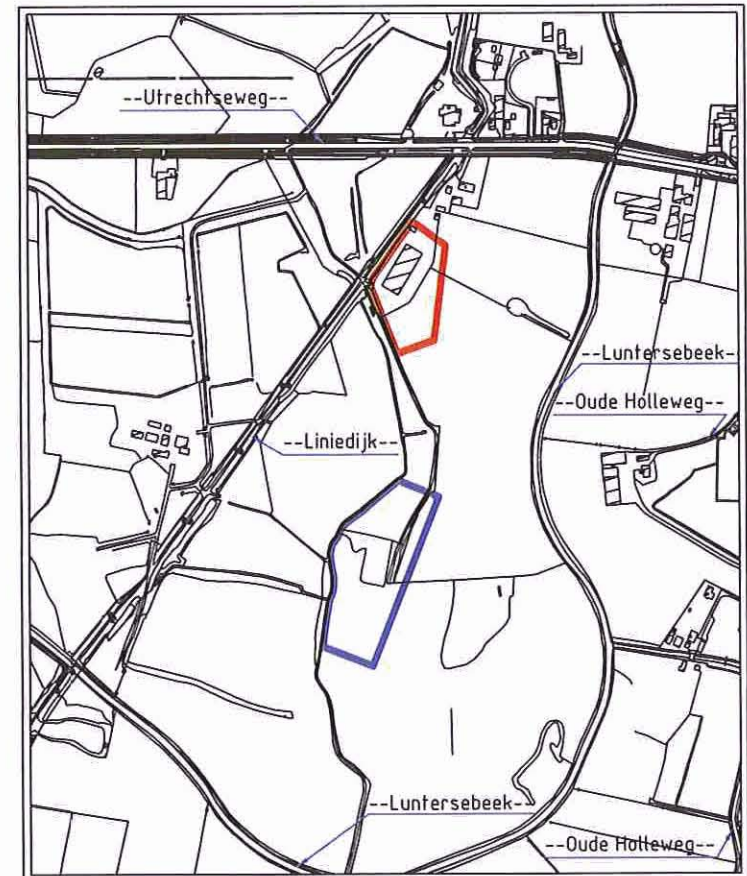 --Utrechtseweg--
--Luntersebeek-
--Oude Holleweg--
--Liniedijk--
--Luntersebeek--
--Oude Holleweg--